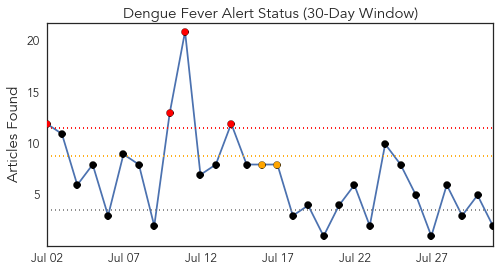 Dengue Fever Alert Status (30-Day Window)
Articles Found
20
15
10
5
Jul 02
Jul 07
Jul 12
Jul 17
Jul 22
Jul 27